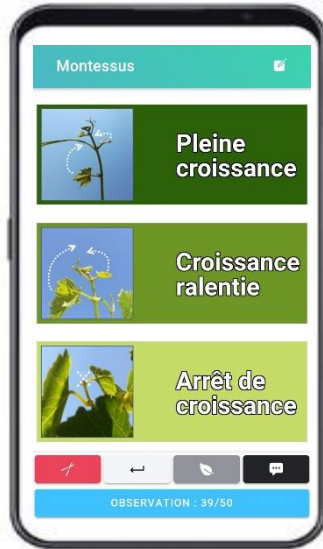 Montessus
Pleine
croissance
Croissance
ralentie
Arrêt de
croissance
OBSERVATION : 39/50